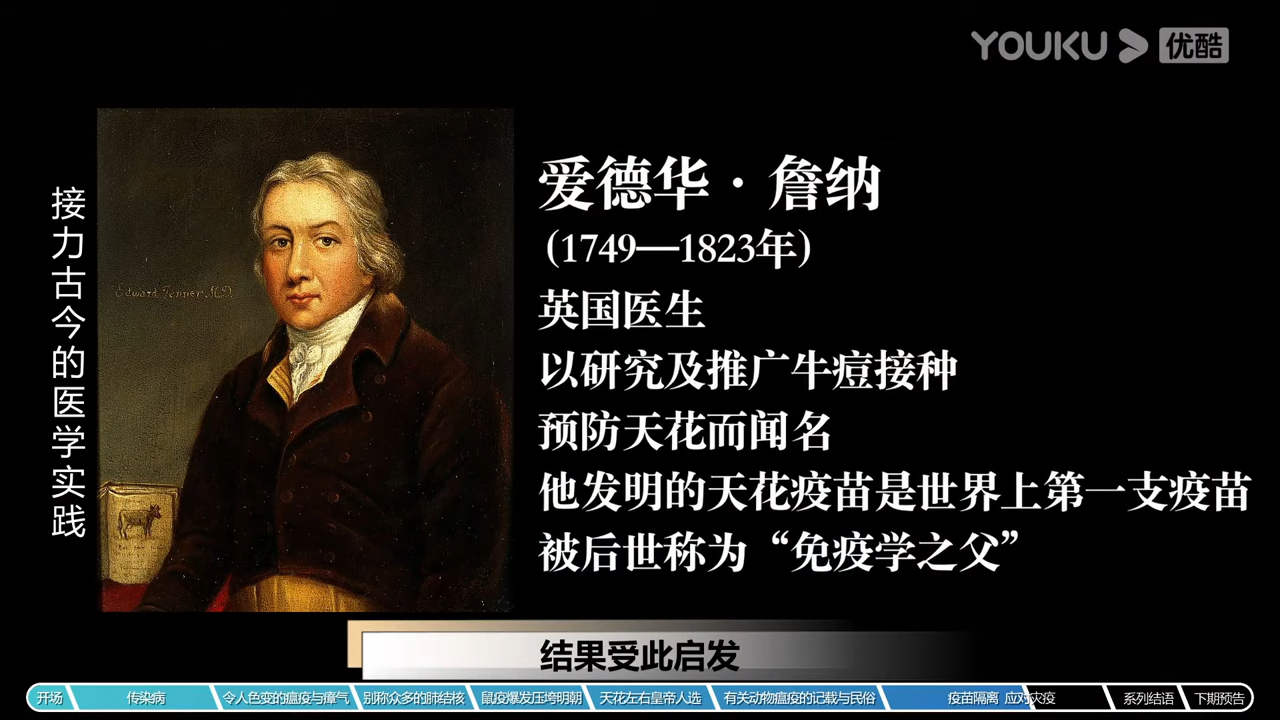 YOUKU 优酷
接力古今的医学实践
Edward Jenner M.D.
爱德华·詹纳
（1749—1823年）
英国医生
以研究及推广牛痘接种
预防天花而闻名
他发明的天花疫苗是世界上第一支疫苗
被后世称为“免疫学之父”
结果受此启发
开场 传染病 令人色变的瘟疫与瘴气 别称众多的肺结核 鼠疫爆发压垮明朝 天花左右皇帝人选 有关动物瘟疫的记载与民俗 疫苗隔离 应对灾疫 系列结语 下期预告